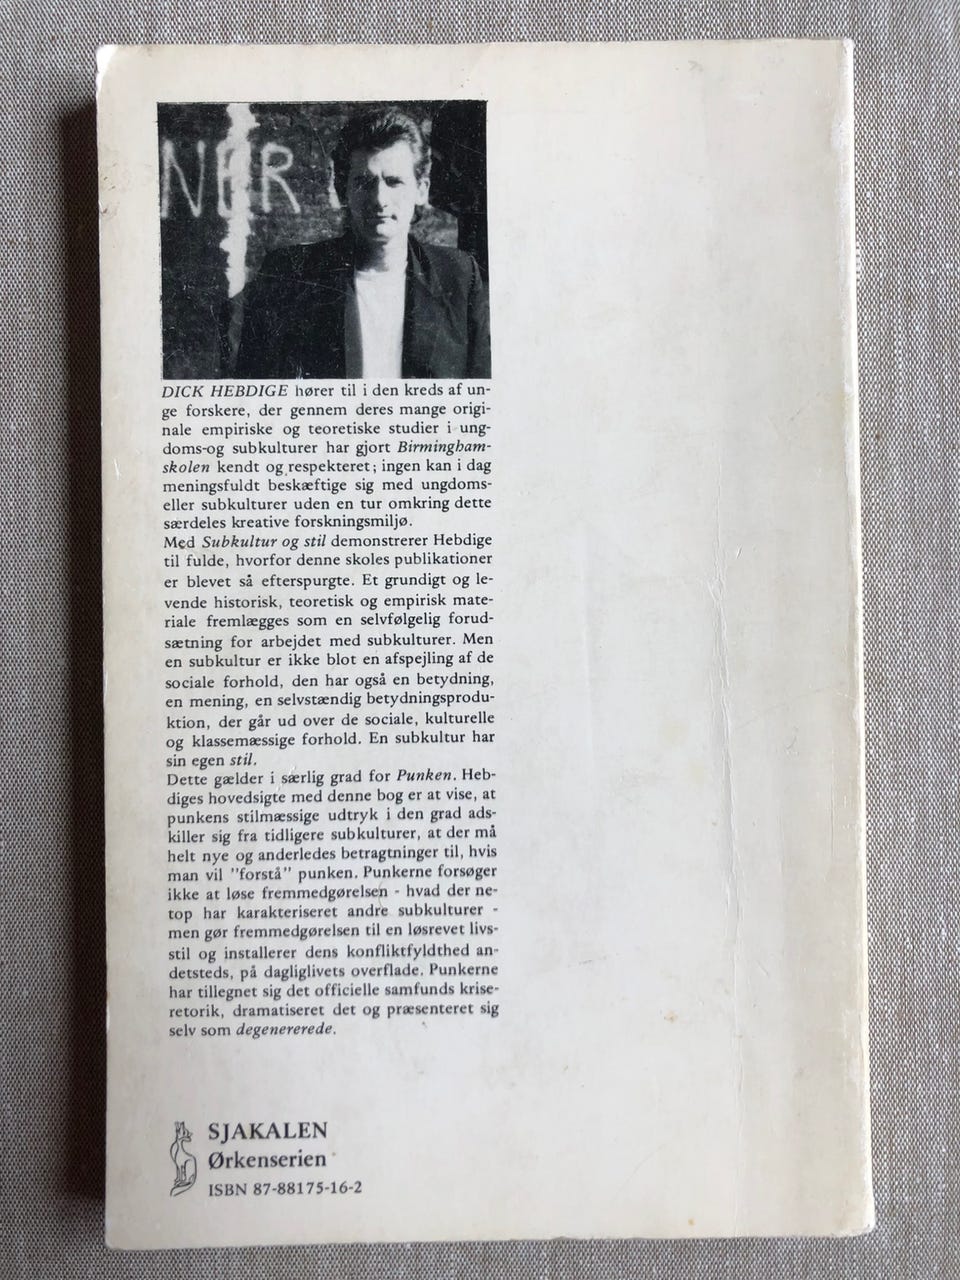 NER
DICK HEBDIGE hører til i den kreds af un-
ge forskere, der gennem deres mange origi-
nale empiriske og teoretiske studier i ung-
doms-og subkulturer har gjort Birmingham-
skolen kendt og respekteret; ingen kan i dag
meningsfuldt beskæftige sig med ungdoms-
eller subkulturer uden en tur omkring dette
særdeles kreative forskningsmiljø.
Med Subkultur og stil demonstrerer Hebdige
til fulde, hvorfor denne skoles publikationer
er blevet så efterspurgte. Et grundigt og le-
vende historisk, teoretisk og empirisk mate-
riale fremlægges som en selvfølgelig forud-
sætning for arbejdet med subkulturer. Men
en subkultur er ikke blot en afspejling af de
sociale forhold, den har også en betydning,
en mening, en selvstændig betydningsprodu-
ktion, der går ud over de sociale, kulturelle
og klassemæssige forhold. En subkultur har
sin egen stil.
Dette gælder i særlig grad for Punken. Heb-
diges hovedsigte med denne bog er at vise, at
punkens stilmæssige udtryk i den grad ads-
killer sig fra tidligere subkulturer, at der må
helt nye og anderledes betragtninger til, hvis
man vil "forstå" punken. Punkerne forsøger
ikke at løse fremmedgørelsen - hvad der ne-
top har karakteriseret andre subkulturer -
men gør fremmedgørelsen til en løsrevet livs-
stil og installerer dens konfliktfyldthed an-
detsteds, på dagliglivets overflade. Punkerne
har tillegnet sig det officielle samfunds krise-
retorik, dramatiseret det og præsenteret sig
selv som degenererede.
SJAKALEN
Ørkenserien
ISBN 87-88175-16-2